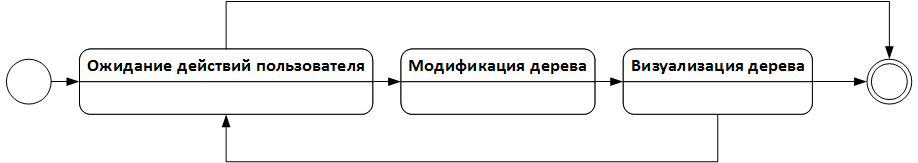 Ожидание действий пользователя
Модификация дерева
Визуализация дерева